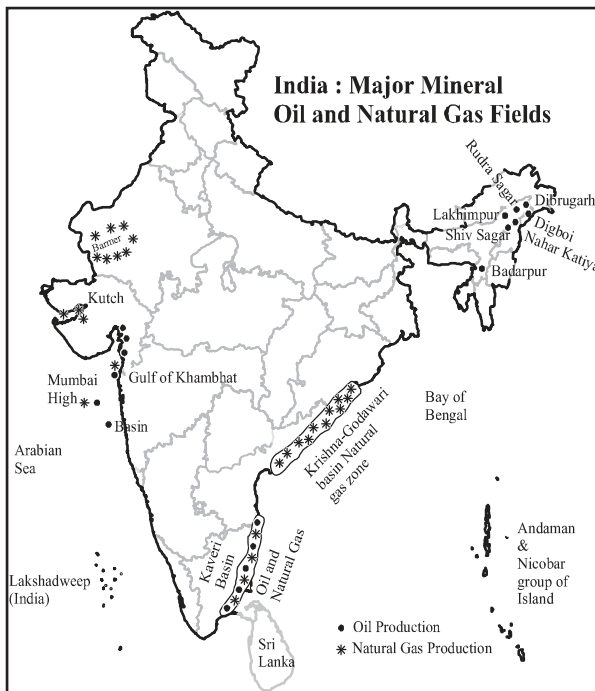 India : Major Mineral
Oil and Natural Gas Fields
Rudra Sagar
Dibrugarh
Lakhimpur
Digboi
Shiv Sagar
Nahar Katiya
Badarpur
Barmer
Kutch
Gulf of Khambhat
Mumbai
High
Basin
Arabian
Sea
Bay of
Bengal
Krishna-Godawari
basin Natural
gas zone
Kaveri
Basin
Oil and
Natural Gas
Andaman
&
Nicobar
group of
Island
Lakshadweep
(India)
Sri
Lanka
Oil Production
Natural Gas Production